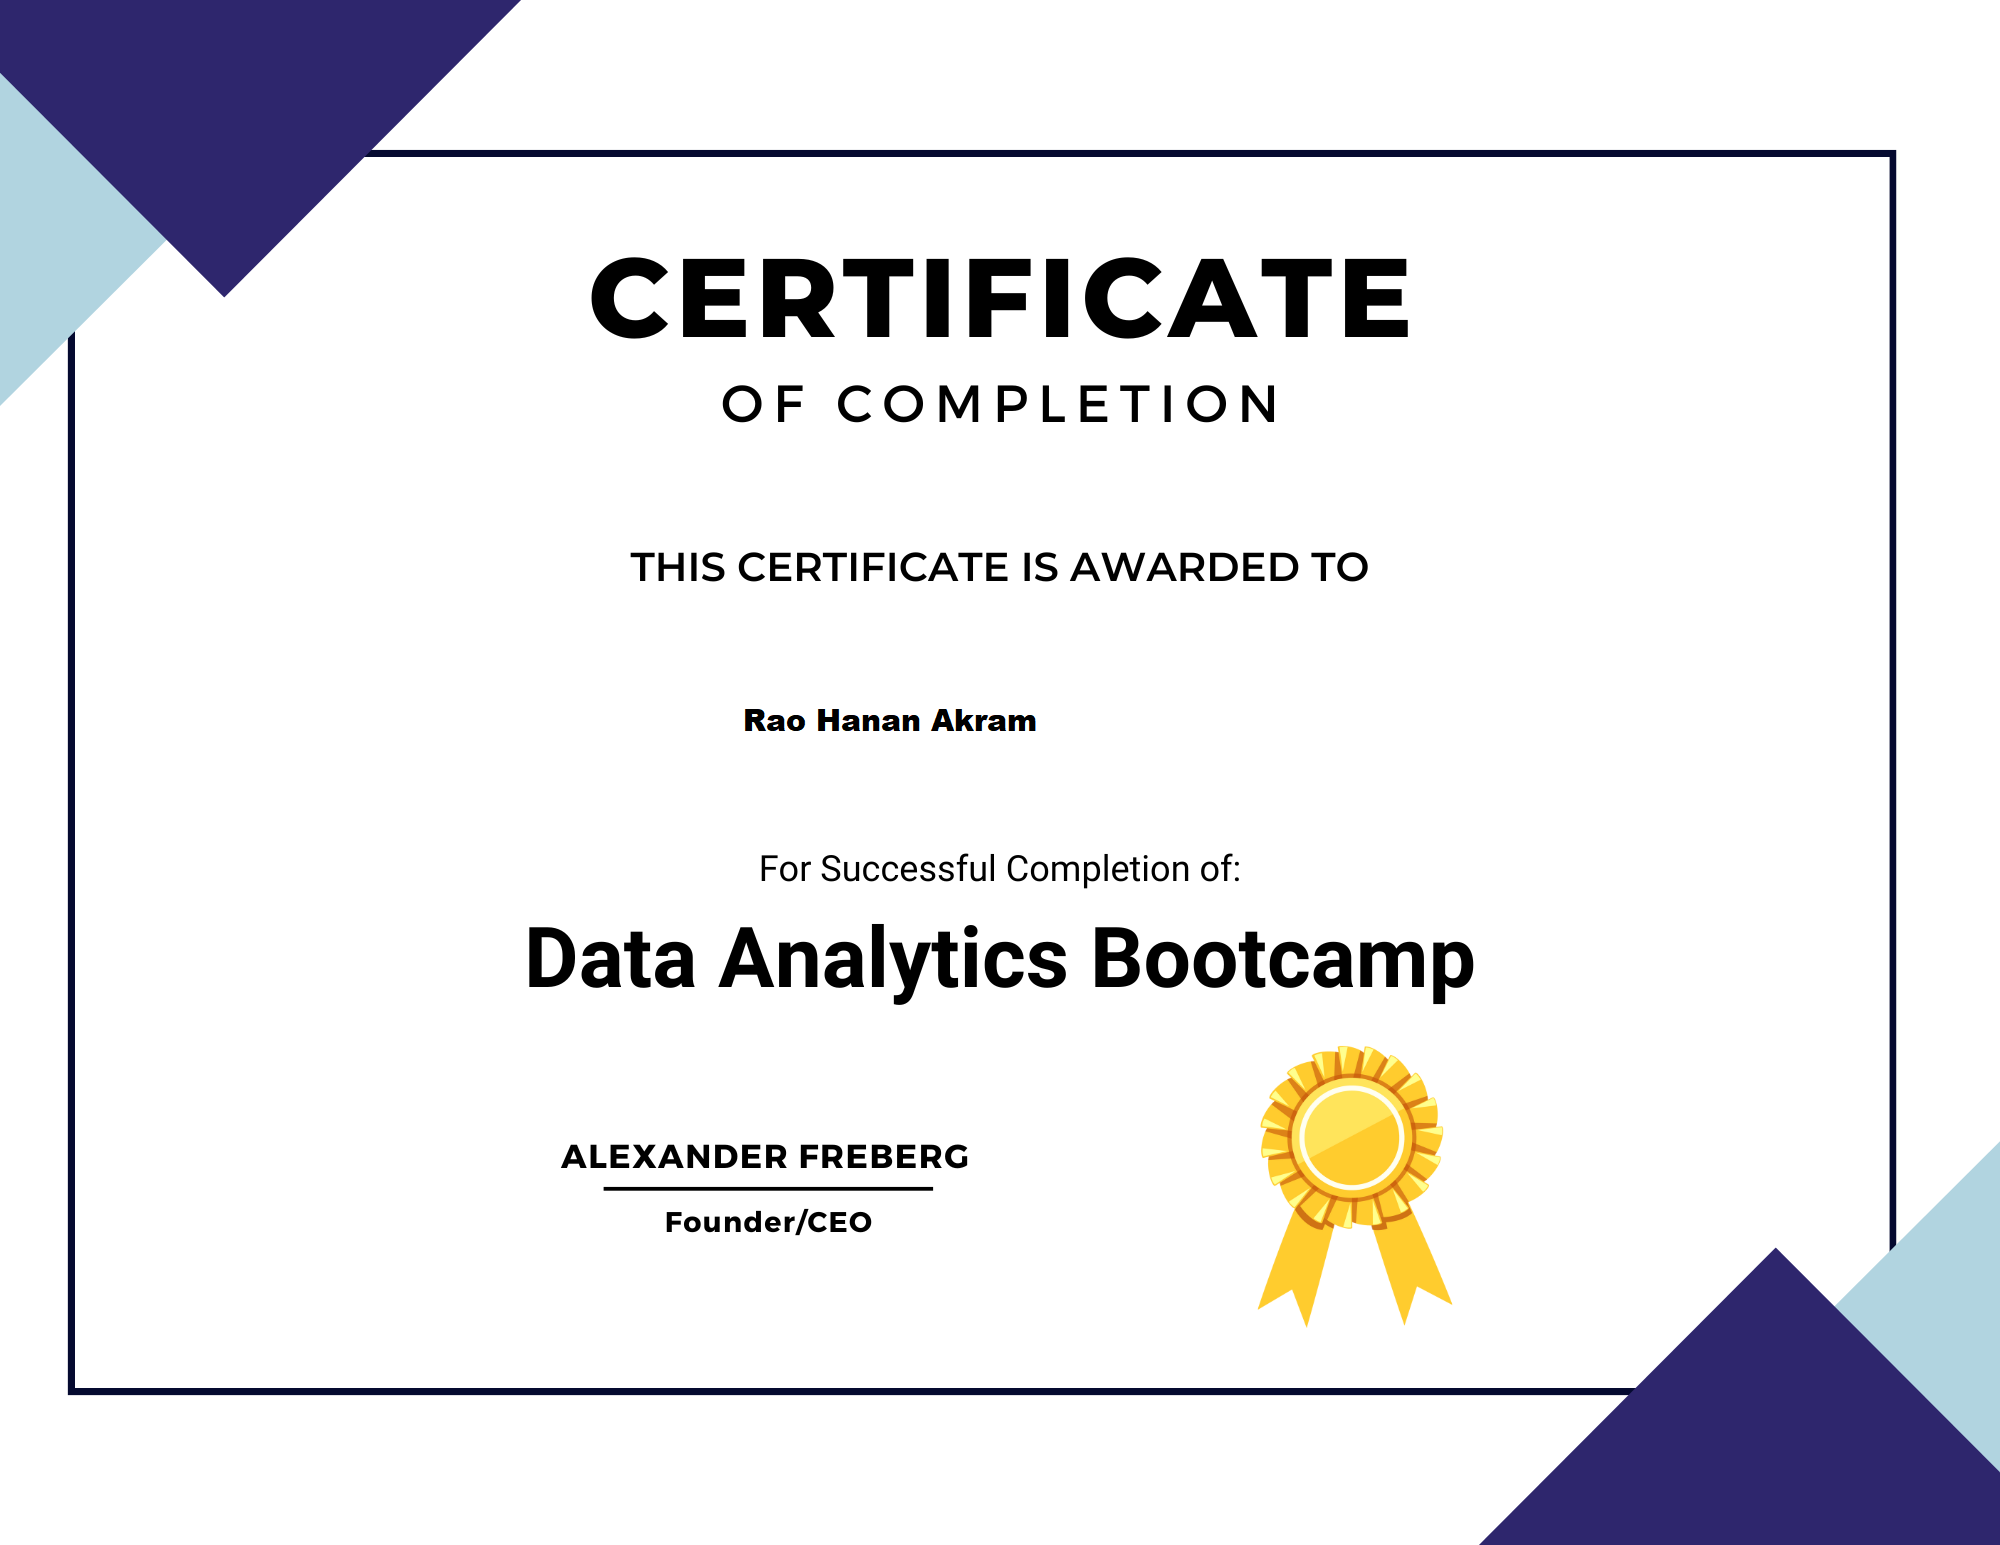 CERTIFICATE
OF COMPLETION
THIS CERTIFICATE IS AWARDED TO
Rao Hanan Akram
For Successful Completion of:
Data Analytics Bootcamp
ALEXANDER FREBERG
Founder/CEO